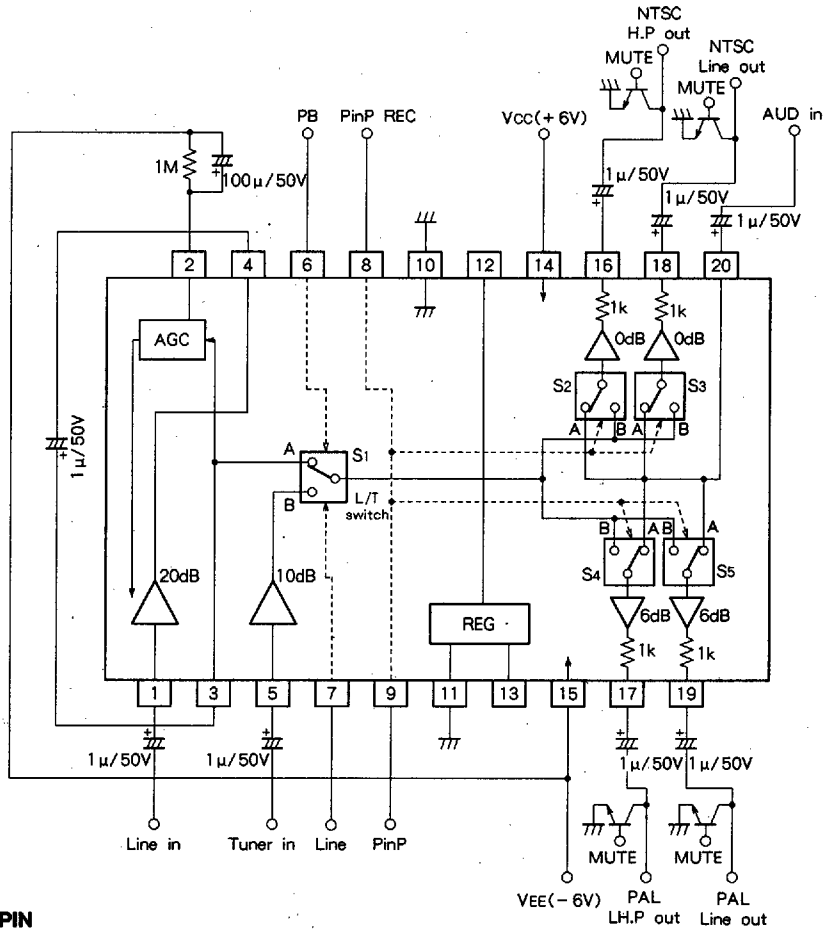 NTSC
H.P out
NTSC
Line out
MUTE
MUTE
AUD in
PB
PinP REC
VCC(+6V)
1M
100μ/50V
+
1μ/50V
+
1μ/50V
+
1μ/50V
+
2
4
6
8
10
12
14
16
18
20
1k
1k
AGC
0dB
0dB
S2
S3
A
B
A
B
1μ/50V
+
A
S1
B
L/T
switch
B
A
B
A
S4
S5
20dB
10dB
6dB
6dB
REG
1k
1k
1
3
5
7
9
11
13
15
17
19
+
1μ/50V
+
1μ/50V
+
1μ/50V
+
1μ/50V
Line in
Tuner in
Line
PinP
MUTE
MUTE
VEE(-6V)
PAL
LH.P out
PAL
Line out
PIN